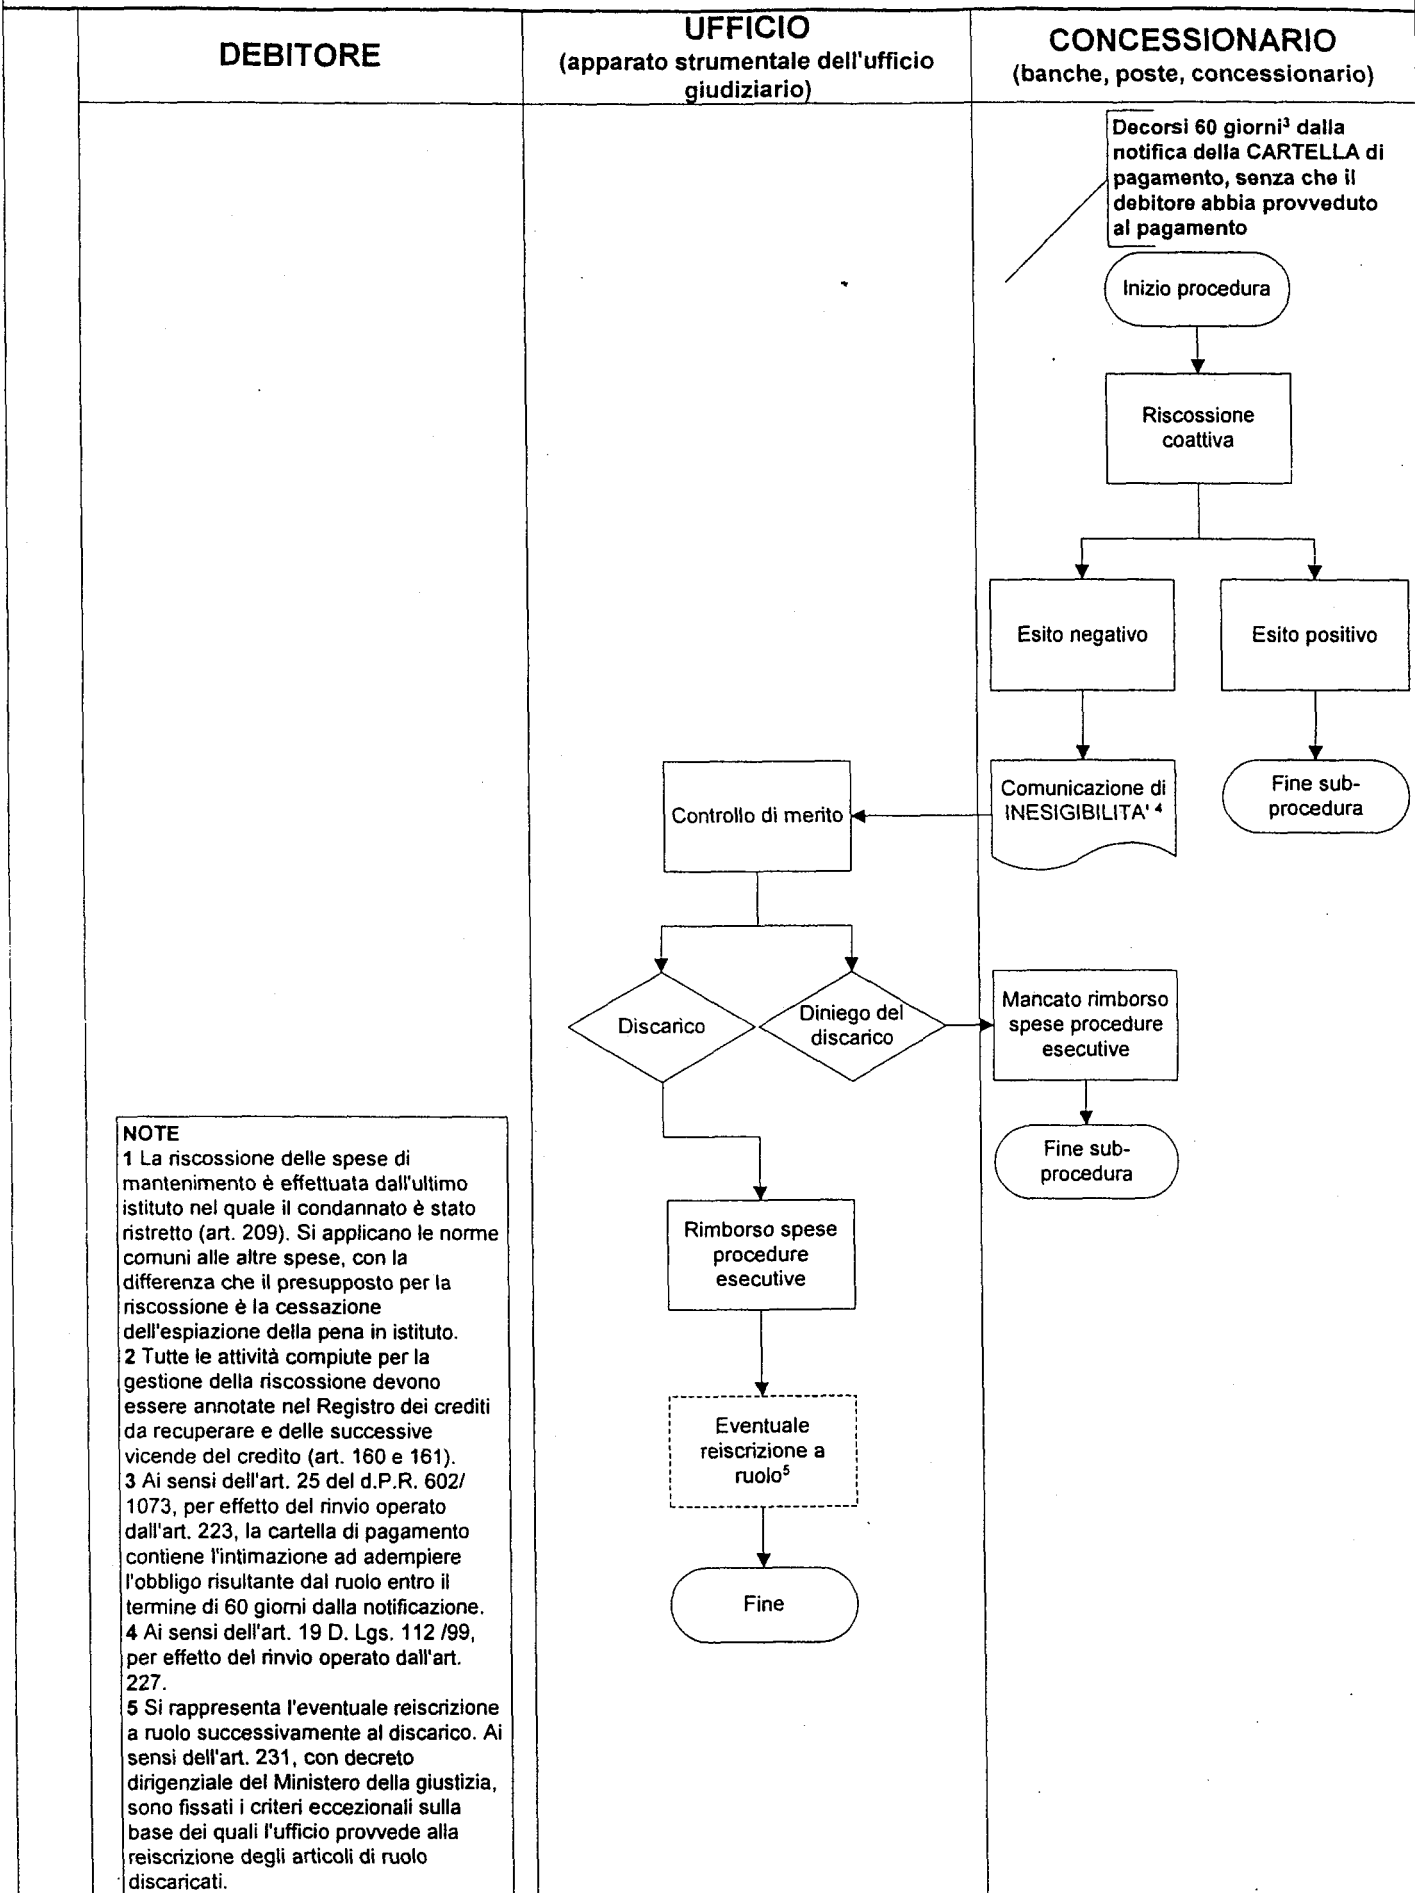 DEBITORE
UFFICIO
(apparato strumentale dell'ufficio
giudiziario)
CONCESSIONARIO
(banche, poste, concessionario)
Decorsi 60 giorni³ dalla
notifica della CARTELLA di
pagamento, senza che il
debitore abbia provveduto
al pagamento
Inizio procedura
Riscossione
coattiva
Esito negativo
Esito positivo
Comunicazione di
INESIGIBILITA' ⁴
Fine sub-
procedura
Controllo di merito
Discarico
Diniego del
discarico
Mancato rimborso
spese procedure
esecutive
Fine sub-
procedura
Rimborso spese
procedure
esecutive
Eventuale
reiscrizione a
ruolo⁵
Fine
NOTE
1 La riscossione delle spese di
mantenimento è effettuata dall'ultimo
istituto nel quale il condannato è stato
ristretto (art. 209). Si applicano le norme
comuni alle altre spese, con la
differenza che il presupposto per la
riscossione è la cessazione
dell'espiazione della pena in istituto.
2 Tutte le attività compiute per la
gestione della riscossione devono
essere annotate nel Registro dei crediti
da recuperare e delle successive
vicende del credito (art. 160 e 161).
3 Ai sensi dell'art. 25 del d.P.R. 602/
1073, per effetto del rinvio operato
dall'art. 223, la cartella di pagamento
contiene l'intimazione ad adempiere
l'obbligo risultante dal ruolo entro il
termine di 60 giorni dalla notificazione.
4 Ai sensi dell'art. 19 D. Lgs. 112 /99,
per effetto del rinvio operato dall'art.
227.
5 Si rappresenta l'eventuale reiscrizione
a ruolo successivamente al discarico. Ai
sensi dell'art. 231, con decreto
dirigenziale del Ministero della giustizia,
sono fissati i criteri eccezionali sulla
base dei quali l'ufficio provvede alla
reiscrizione degli articoli di ruolo
discaricati.